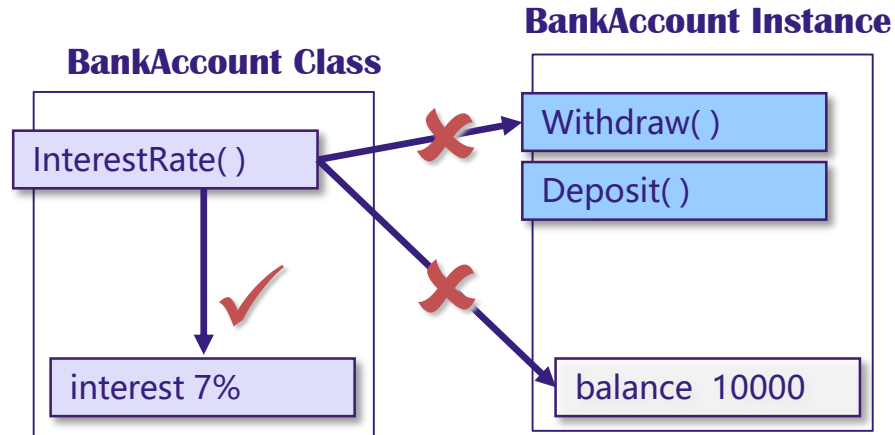 BankAccount Instance
BankAccount Class
Withdraw( )
InterestRate( )
Deposit( )
interest 7%
balance 10000